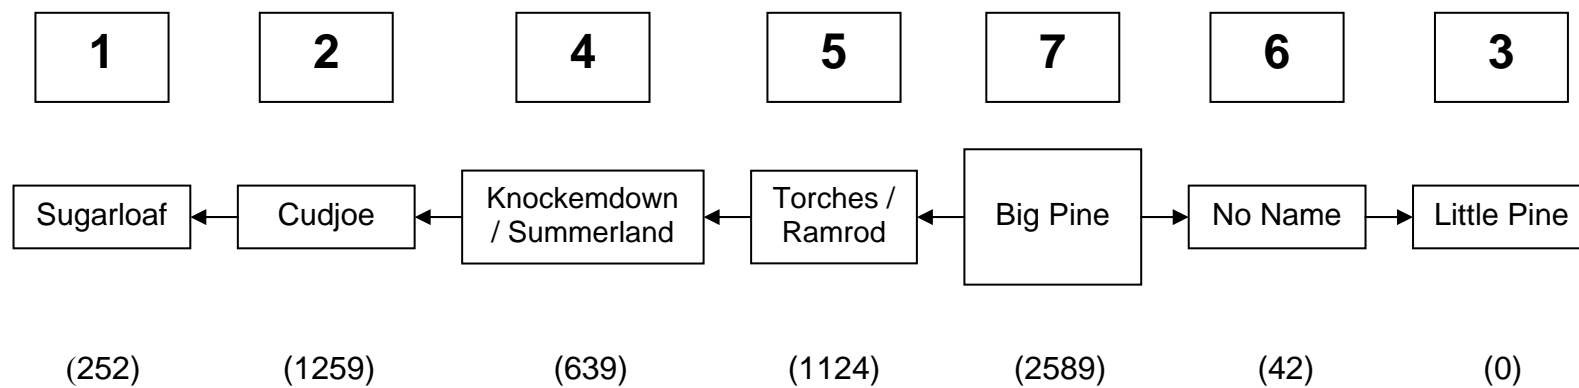 1 2 4 5 7 6 3
Sugarloaf
Cudjoe
Knockemdown
/ Summerland
Torches /
Ramrod
Big Pine
No Name
Little Pine
(252) (1259) (639) (1124) (2589) (42) (0)